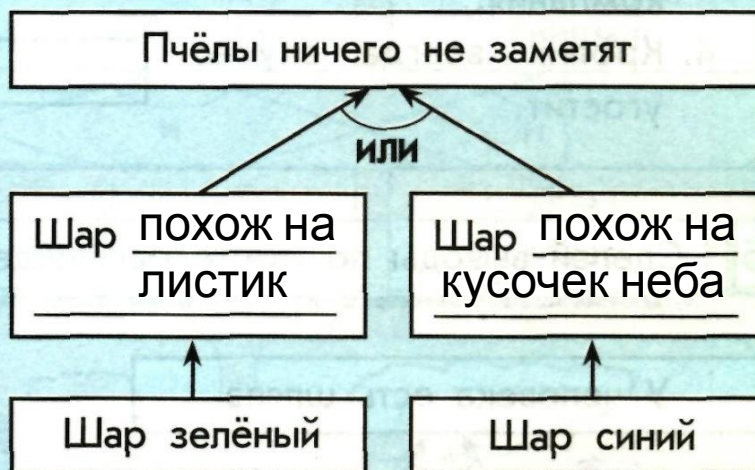 Пчёлы ничего не заметят
или
Шар похож на
листик
Шар похож на
кусочек неба
Шар зелёный
Шар синий